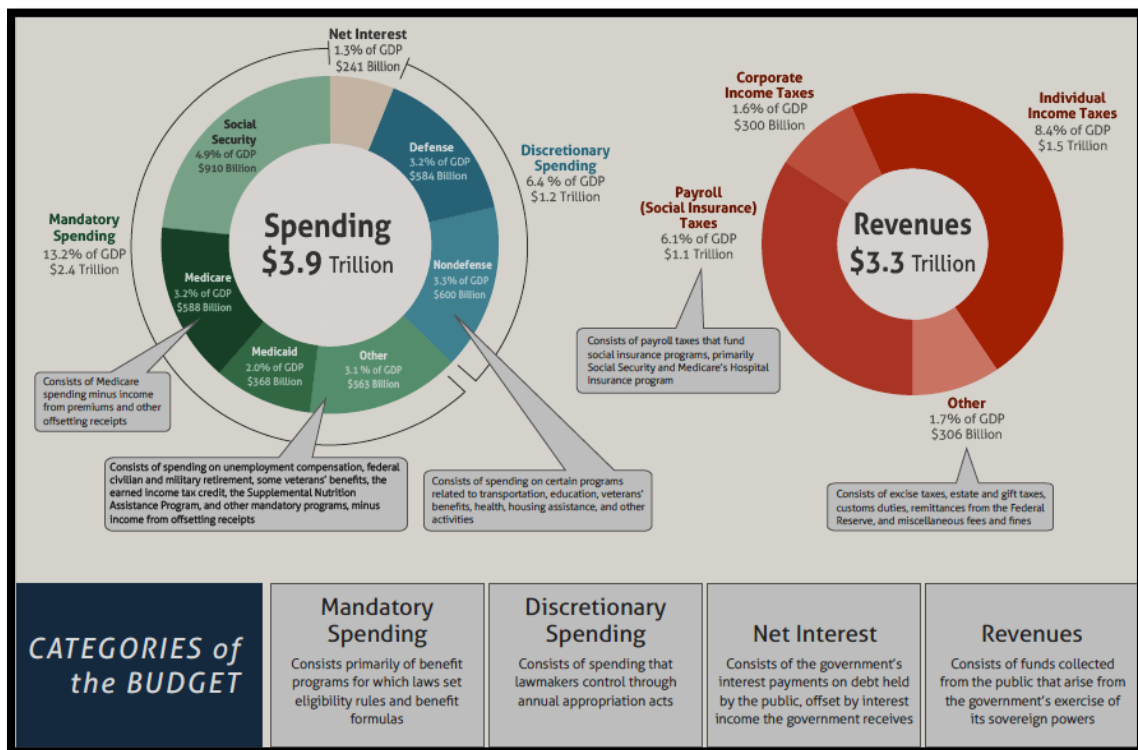 Net Interest
1.3% of GDP
$241 Billion
Social
Security
4.9% of GDP
$910 Billion
Defense
3.2% of GDP
$584 Billion
Discretionary
Spending
6.4 % of GDP
$1.2 Trillion
Mandatory
Spending
13.2% of GDP
$2.4 Trillion
Spending
$3.9 Trillion
Medicare
3.2% of GDP
$588 Billion
Nondefense
3.3% of GDP
$600 Billion
Medicaid
2.0% of GDP
$368 Billion
Other
3.1 % of GDP
$563 Billion
Consists of Medicare
spending minus income
from premiums and other
offsetting receipts
Consists of spending on unemployment compensation, federal
civilian and military retirement, some veterans' benefits, the
earned income tax credit, the Supplemental Nutrition
Assistance Program, and other mandatory programs, minus
income from offsetting receipts
Consists of spending on certain programs
related to transportation, education, veterans'
benefits, health, housing assistance, and other
activities
Corporate
Income Taxes
1.6% of GDP
$300 Billion
Individual
Income Taxes
8.4% of GDP
$1.5 Trillion
Payroll
(Social Insurance)
Taxes
6.1% of GDP
$1.1 Trillion
Revenues
$3.3 Trillion
Consists of payroll taxes that fund
social insurance programs, primarily
Social Security and Medicare's Hospital
Insurance program
Other
1.7% of GDP
$306 Billion
Consists of excise taxes, estate and gift taxes,
customs duties, remittances from the Federal
Reserve, and miscellaneous fees and fines
CATEGORIES of
the BUDGET
Mandatory
Spending
Consists primarily of benefit
programs for which laws set
eligibility rules and benefit
formulas
Discretionary
Spending
Consists of spending that
lawmakers control through
annual appropriation acts
Net Interest
Consists of the government's
interest payments on debt held
by the public, offset by interest
income the government receives
Revenues
Consists of funds collected
from the public that arise from
the government's exercise of
its sovereign powers